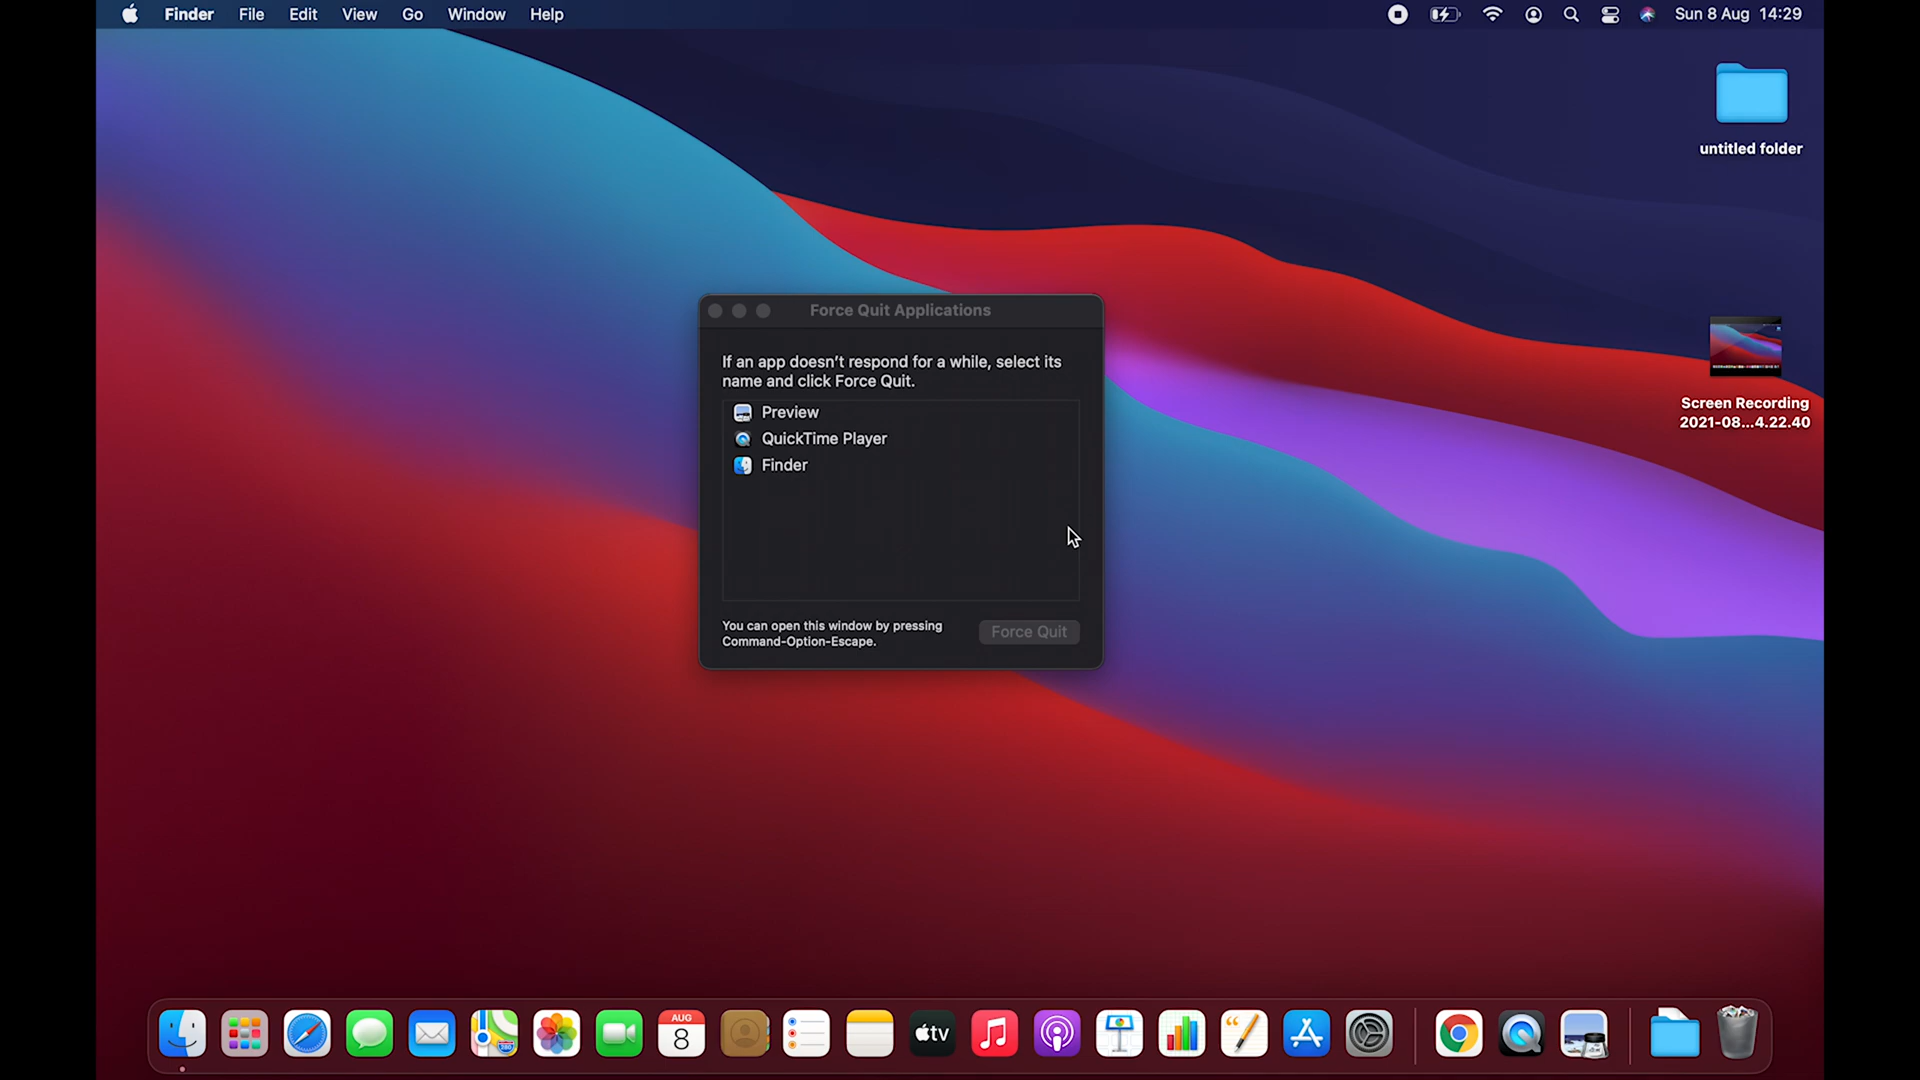 Finder File Edit View Go Window Help Sun 8 Aug 14:29
untitled folder
Force Quit Applications
If an app doesn't respond for a while, select its
name and click Force Quit.
Preview
QuickTime Player
Finder
Screen Recording
2021-08...4.22.40
You can open this window by pressing
Command-Option-Escape.
Force Quit
AUG
8
tv